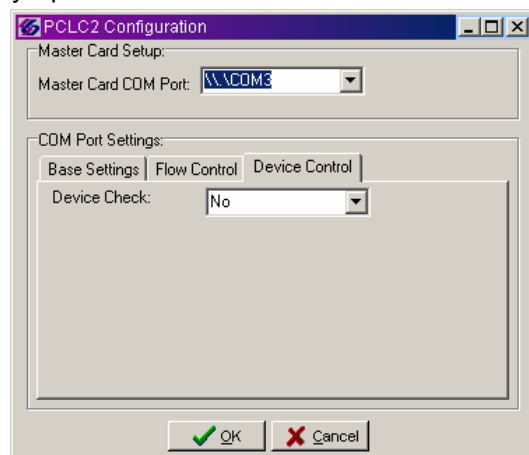 PCLC2 Configuration
Master Card Setup:
Master Card COM Port: \\.\COM3
COM Port Settings:
Base Settings Flow Control Device Control
Device Check: No
OK Cancel